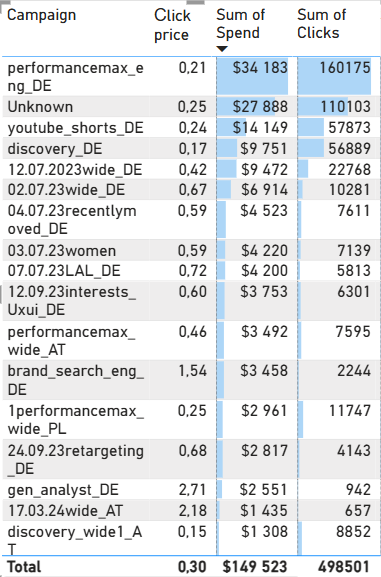 Campaign Click price Sum of Spend Sum of Clicks
performancemax_eng_DE 0,21 $34 183 160175
Unknown 0,25 $27 888 110103
youtube_shorts_DE 0,24 $14 149 57873
discovery_DE 0,17 $9 751 56889
12.07.2023wide_DE 0,42 $9 472 22768
02.07.23wide_DE 0,67 $6 914 10281
04.07.23recentlymoved_DE 0,59 $4 523 7611
03.07.23women 0,59 $4 220 7139
07.07.23LAL_DE 0,72 $4 200 5813
12.09.23interests_Uxui_DE 0,60 $3 753 6301
performancemax_wide_AT 0,46 $3 492 7595
brand_search_eng_DE 1,54 $3 458 2244
1performancemax_wide_PL 0,25 $2 961 11747
24.09.23retargeting_DE 0,68 $2 817 4143
gen_analyst_DE 2,71 $2 551 942
17.03.24wide_AT 2,18 $1 435 657
discovery_wide1_AT 0,15 $1 308 8852
Total 0,30 $149 523 498501